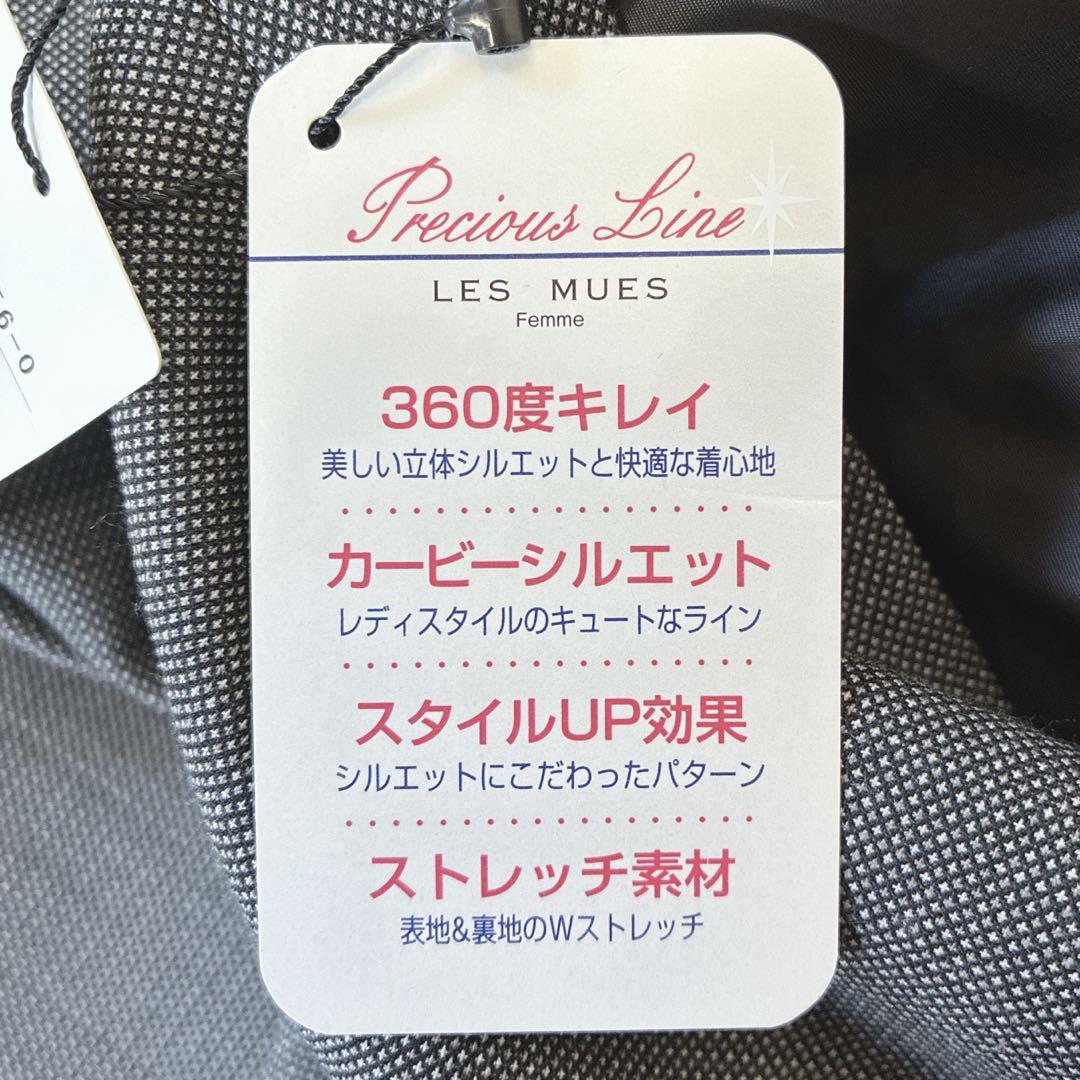 Precious Line
LES MUES
Femme
360度キレイ
美しい立体シルエットと快適な着心地
カービーシルエット
レディスタイルのキュートなライン
スタイルUP効果
シルエットにこだわったパターン
ストレッチ素材
表地&裏地のWストレッチ
6-0